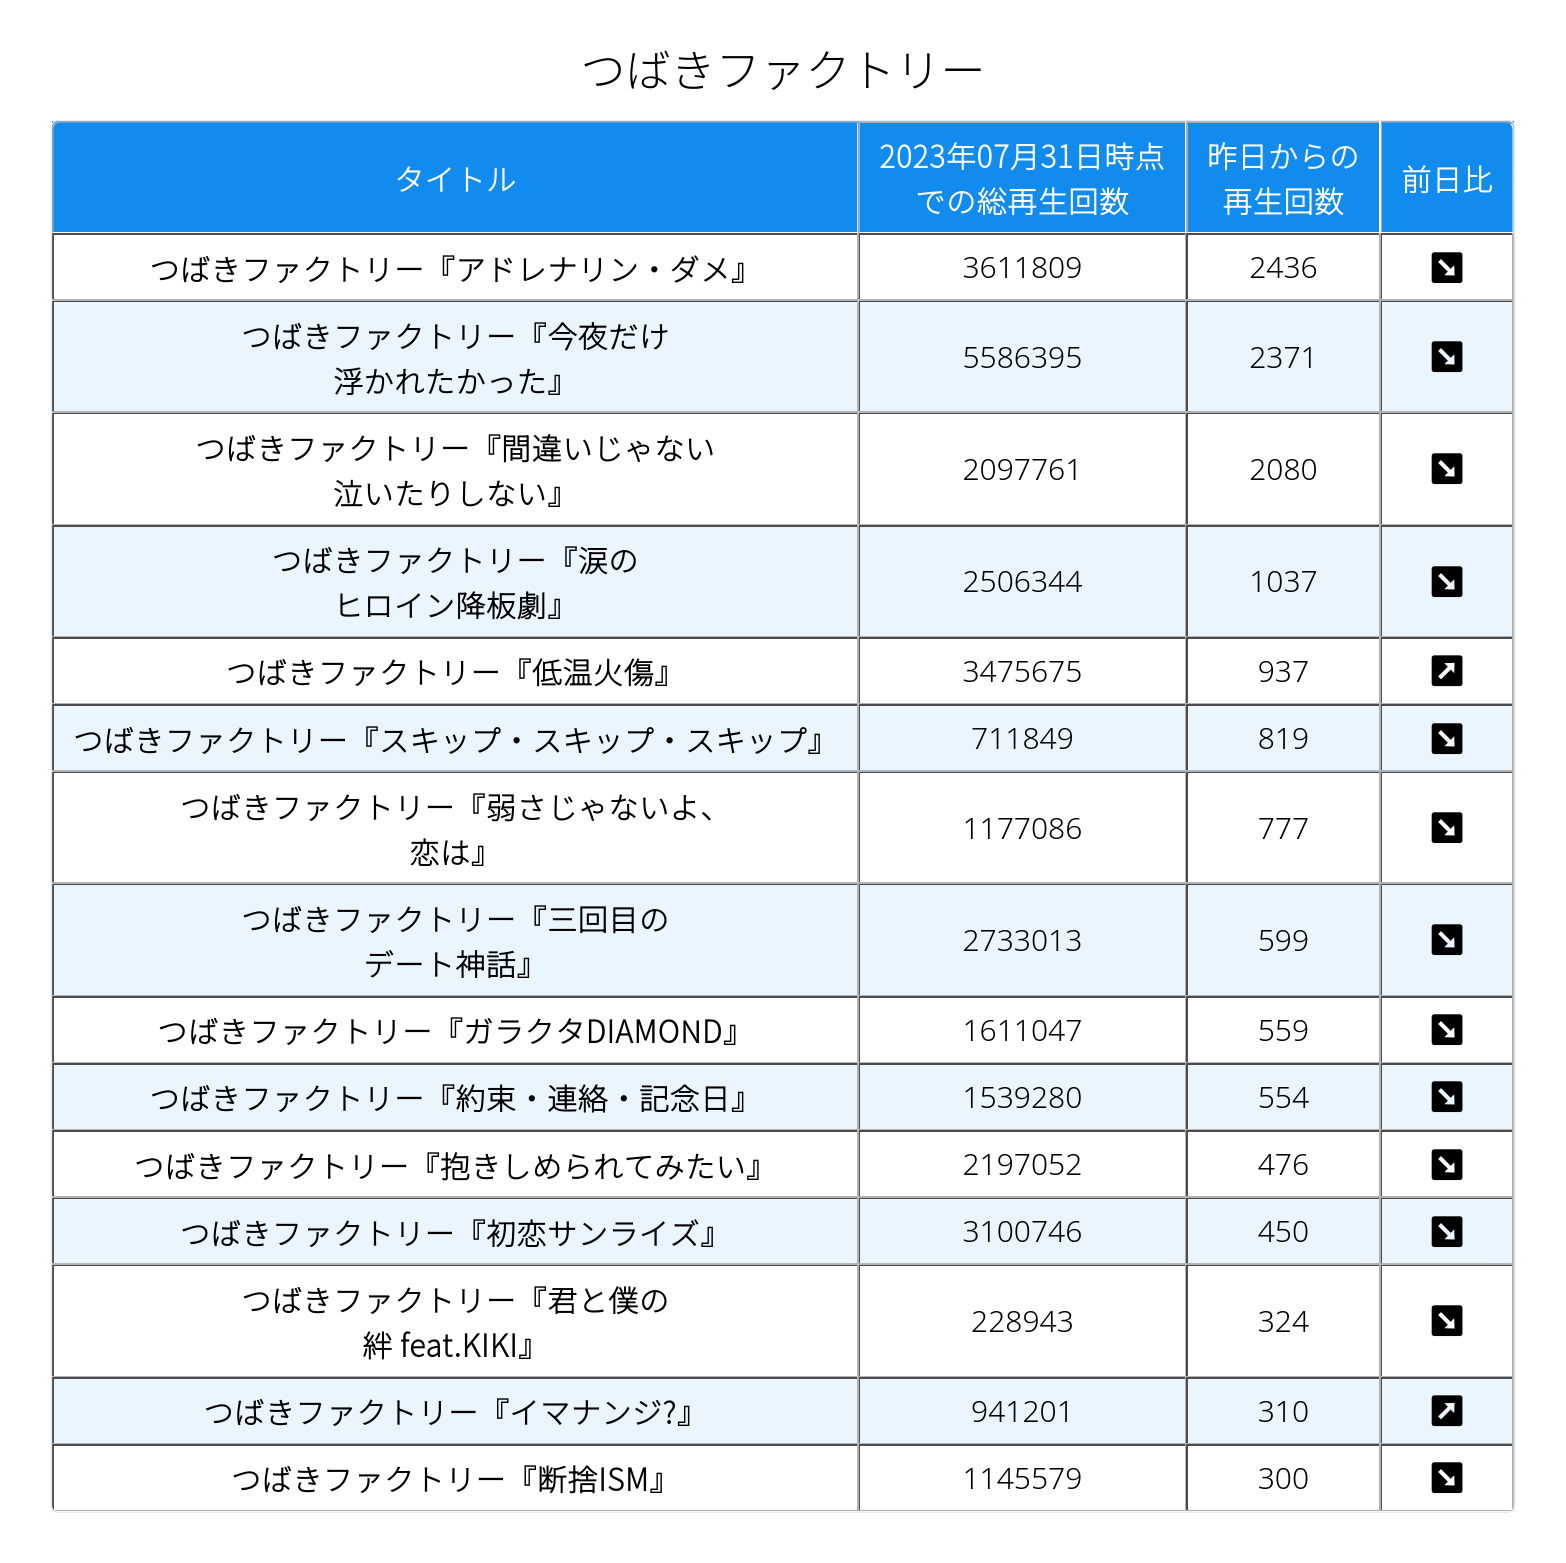 つばきファクトリー
タイトル
2023年07月31日時点
での総再生回数
昨日からの
再生回数
前日比
つばきファクトリー『アドレナリン・ダメ』 3611809 2436 ↘
つばきファクトリー『今夜だけ
浮かれたかった』
5586395 2371 ↘
つばきファクトリー『間違いじゃない
泣いたりしない』
2097761 2080 ↘
つばきファクトリー『涙の
ヒロイン降板劇』
2506344 1037 ↘
つばきファクトリー『低温火傷』 3475675 937 ↗
つばきファクトリー『スキップ・スキップ・スキップ』 711849 819 ↘
つばきファクトリー『弱さじゃないよ、
恋は』
1177086 777 ↘
つばきファクトリー『三回目の
デート神話』
2733013 599 ↘
つばきファクトリー『ガラクタDIAMOND』 1611047 559 ↘
つばきファクトリー『約束・連絡・記念日』 1539280 554 ↘
つばきファクトリー『抱きしめられてみたい』 2197052 476 ↘
つばきファクトリー『初恋サンライズ』 3100746 450 ↘
つばきファクトリー『君と僕の
絆 feat.KIKI』
228943 324 ↘
つばきファクトリー『イマナンジ?』 941201 310 ↗
つばきファクトリー『断捨ISM』 1145579 300 ↘